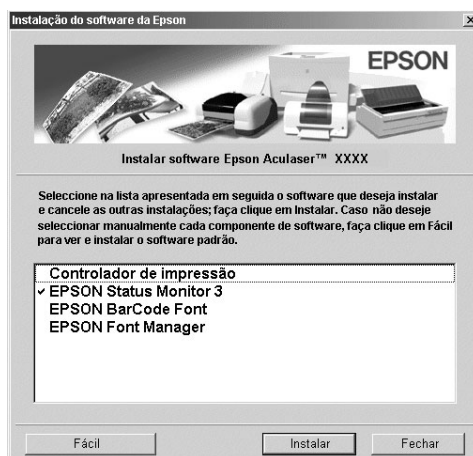 Instalação do software da Epson
EPSON
Instalar software Epson Aculaser™ XXXX
Seleccione na lista apresentada em seguida o software que deseja instalar
e cancele as outras instalações; faça clique em Instalar. Caso não deseje
seleccionar manualmente cada componente de software, faça clique em Fácil
para ver e instalar o software padrão.
Controlador de impressão
✓ EPSON Status Monitor 3
EPSON BarCode Font
EPSON Font Manager
Fácil Instalar Fechar